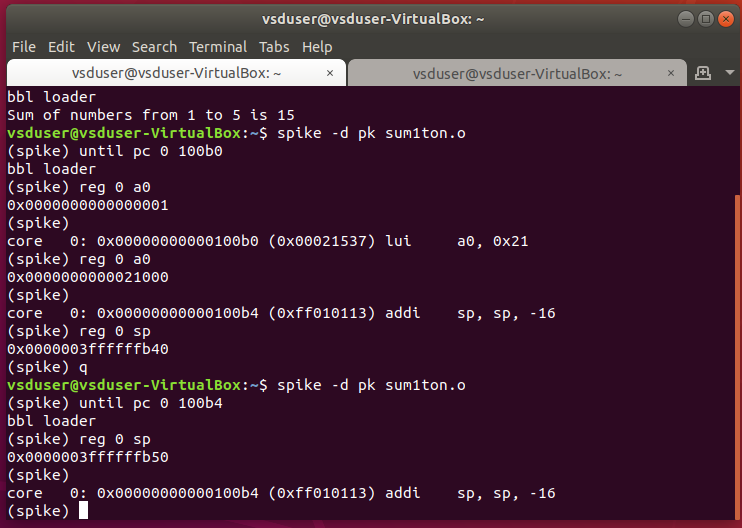 vsduser@vsduser-VirtualBox: ~
File Edit View Search Terminal Tabs Help
vsduser@vsduser-VirtualBox: ~ × vsduser@vsduser-VirtualBox: ~ ×
bbl loader
Sum of numbers from 1 to 5 is 15
vsduser@vsduser-VirtualBox:~$ spike -d pk sum1ton.o
(spike) until pc 0 100b0
bbl loader
(spike) reg 0 a0
0x0000000000000001
(spike)
core   0: 0x00000000000100b0 (0x00021537) lui     a0, 0x21
(spike) reg 0 a0
0x0000000000021000
(spike)
core   0: 0x00000000000100b4 (0xff010113) addi    sp, sp, -16
(spike) reg 0 sp
0x0000003ffffffb40
(spike) q
vsduser@vsduser-VirtualBox:~$ spike -d pk sum1ton.o
(spike) until pc 0 100b4
bbl loader
(spike) reg 0 sp
0x0000003ffffffb50
(spike)
core   0: 0x00000000000100b4 (0xff010113) addi    sp, sp, -16
(spike)